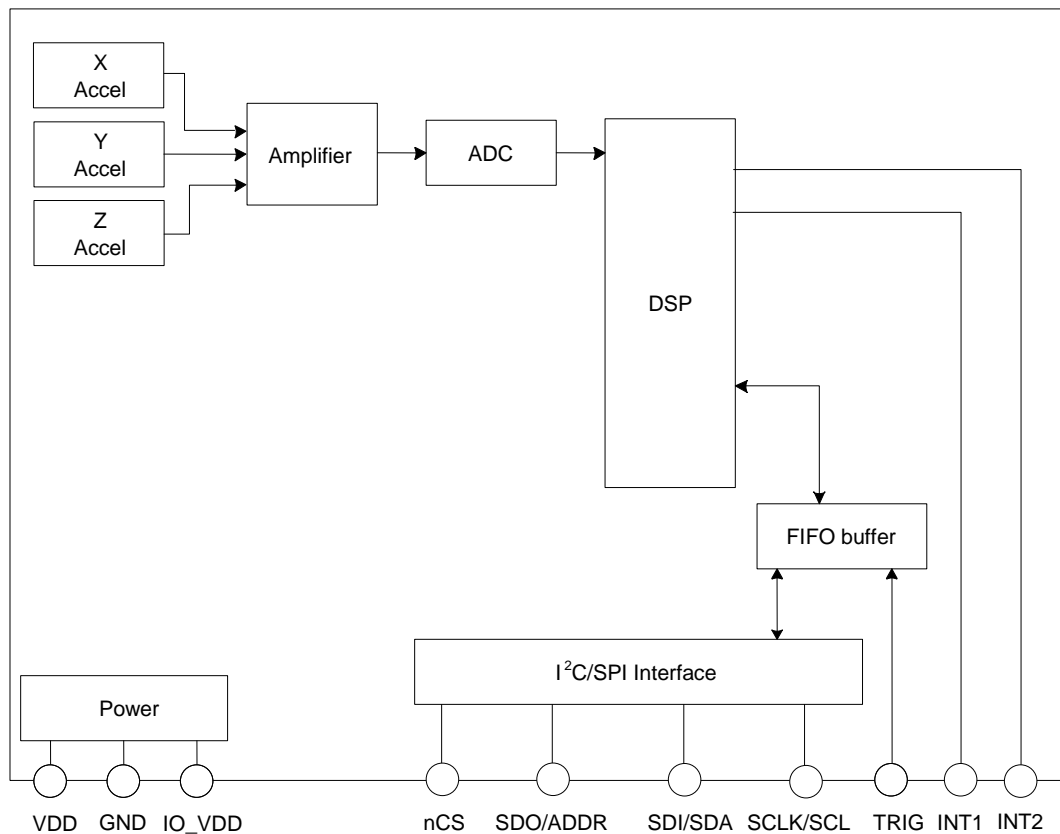 X
Accel
Y
Accel
Z
Accel
Amplifier
ADC
DSP
FIFO buffer
I²C/SPI Interface
Power
VDD GND IO_VDD nCS SDO/ADDR SDI/SDA SCLK/SCL TRIG INT1 INT2